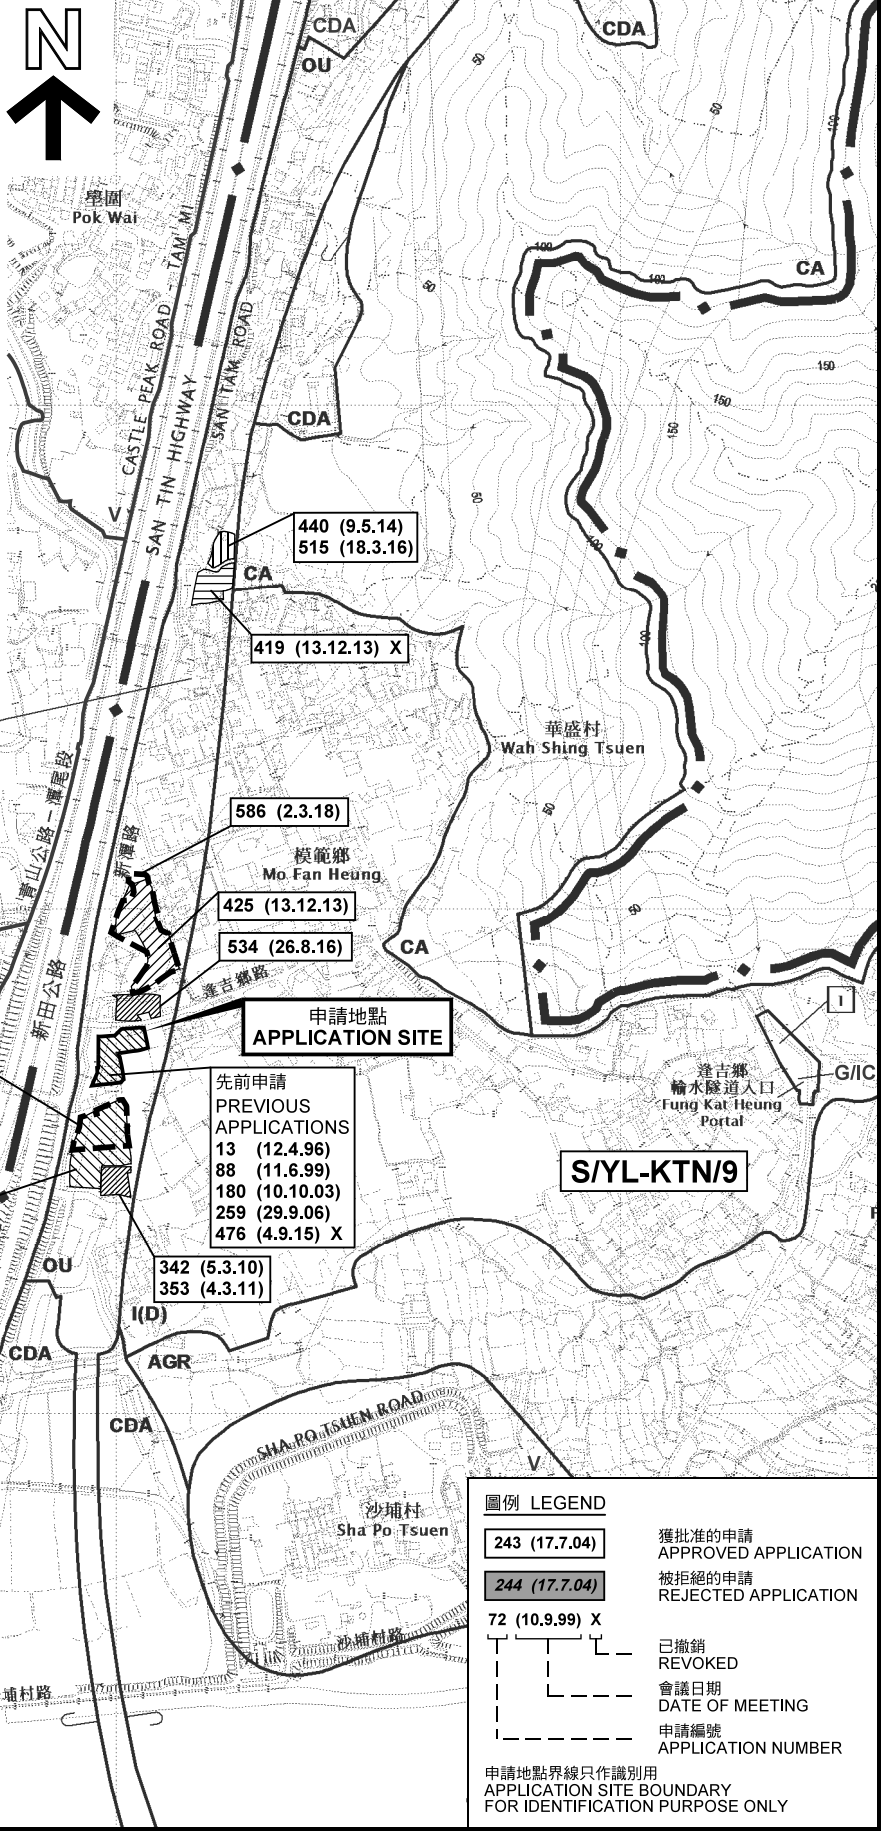 N
CDA
OU
CDA
50
50
100
壆圍
Pok Wai
CASTLE PEAK ROAD - TAM MI
SAN TIN HIGHWAY
SAN TAM ROAD
100
100
CA
50
150
150
150
CDA
V
50
100
440 (9.5.14)
515 (18.3.16)
CA
419 (13.12.13) X
100
華盛村
Wah Shing Tsuen
青山公路－潭尾段
新潭路
新田公路
586 (2.3.18)
50
模範鄉
Mo Fan Heung
425 (13.12.13)
50
534 (26.8.16)
CA
逢吉鄉路
申請地點
APPLICATION SITE
I
逢吉鄉
輸水隧道入口
Fung Kat Heung
Portal
G/IC
先前申請
PREVIOUS
APPLICATIONS
13 (12.4.96)
88 (11.6.99)
180 (10.10.03)
259 (29.9.06)
476 (4.9.15) X
S/YL-KTN/9
OU
342 (5.3.10)
353 (4.3.11)
I(D)
CDA
AGR
CDA
SHA PO TSUEN ROAD
V
沙埔村
Sha Po Tsuen
沙埔村路
埔村路
圖例 LEGEND
243 (17.7.04)
獲批准的申請
APPROVED APPLICATION
244 (17.7.04)
被拒絕的申請
REJECTED APPLICATION
72 (10.9.99) X
已撤銷
REVOKED
會議日期
DATE OF MEETING
申請編號
APPLICATION NUMBER
申請地點界線只作識別用
APPLICATION SITE BOUNDARY
FOR IDENTIFICATION PURPOSE ONLY